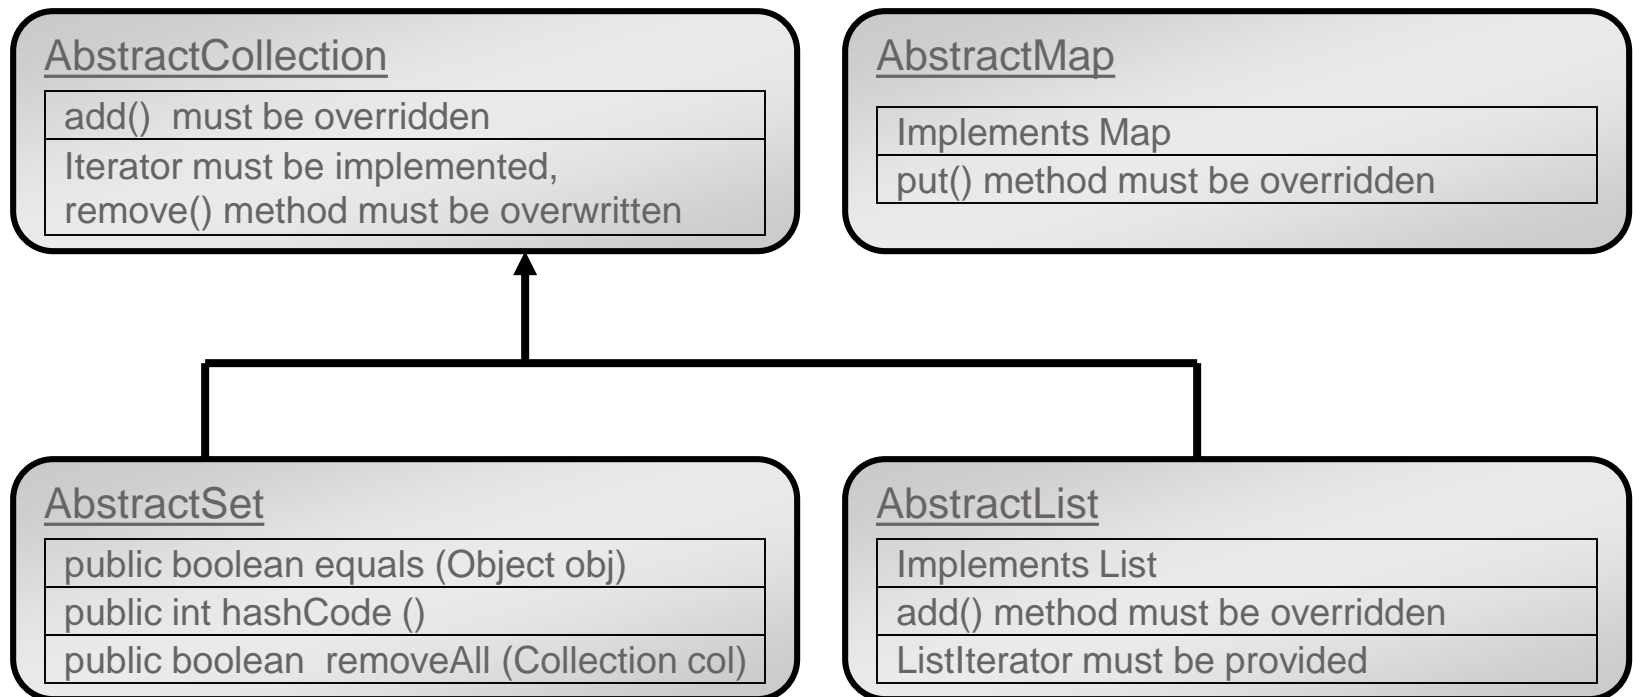 AbstractCollection
add()  must be overridden
Iterator must be implemented,
remove() method must be overwritten
AbstractMap
Implements Map
put() method must be overridden
AbstractSet
public boolean equals (Object obj)
public int hashCode ()
public boolean  removeAll (Collection col)
AbstractList
Implements List
add() method must be overridden
ListIterator must be provided